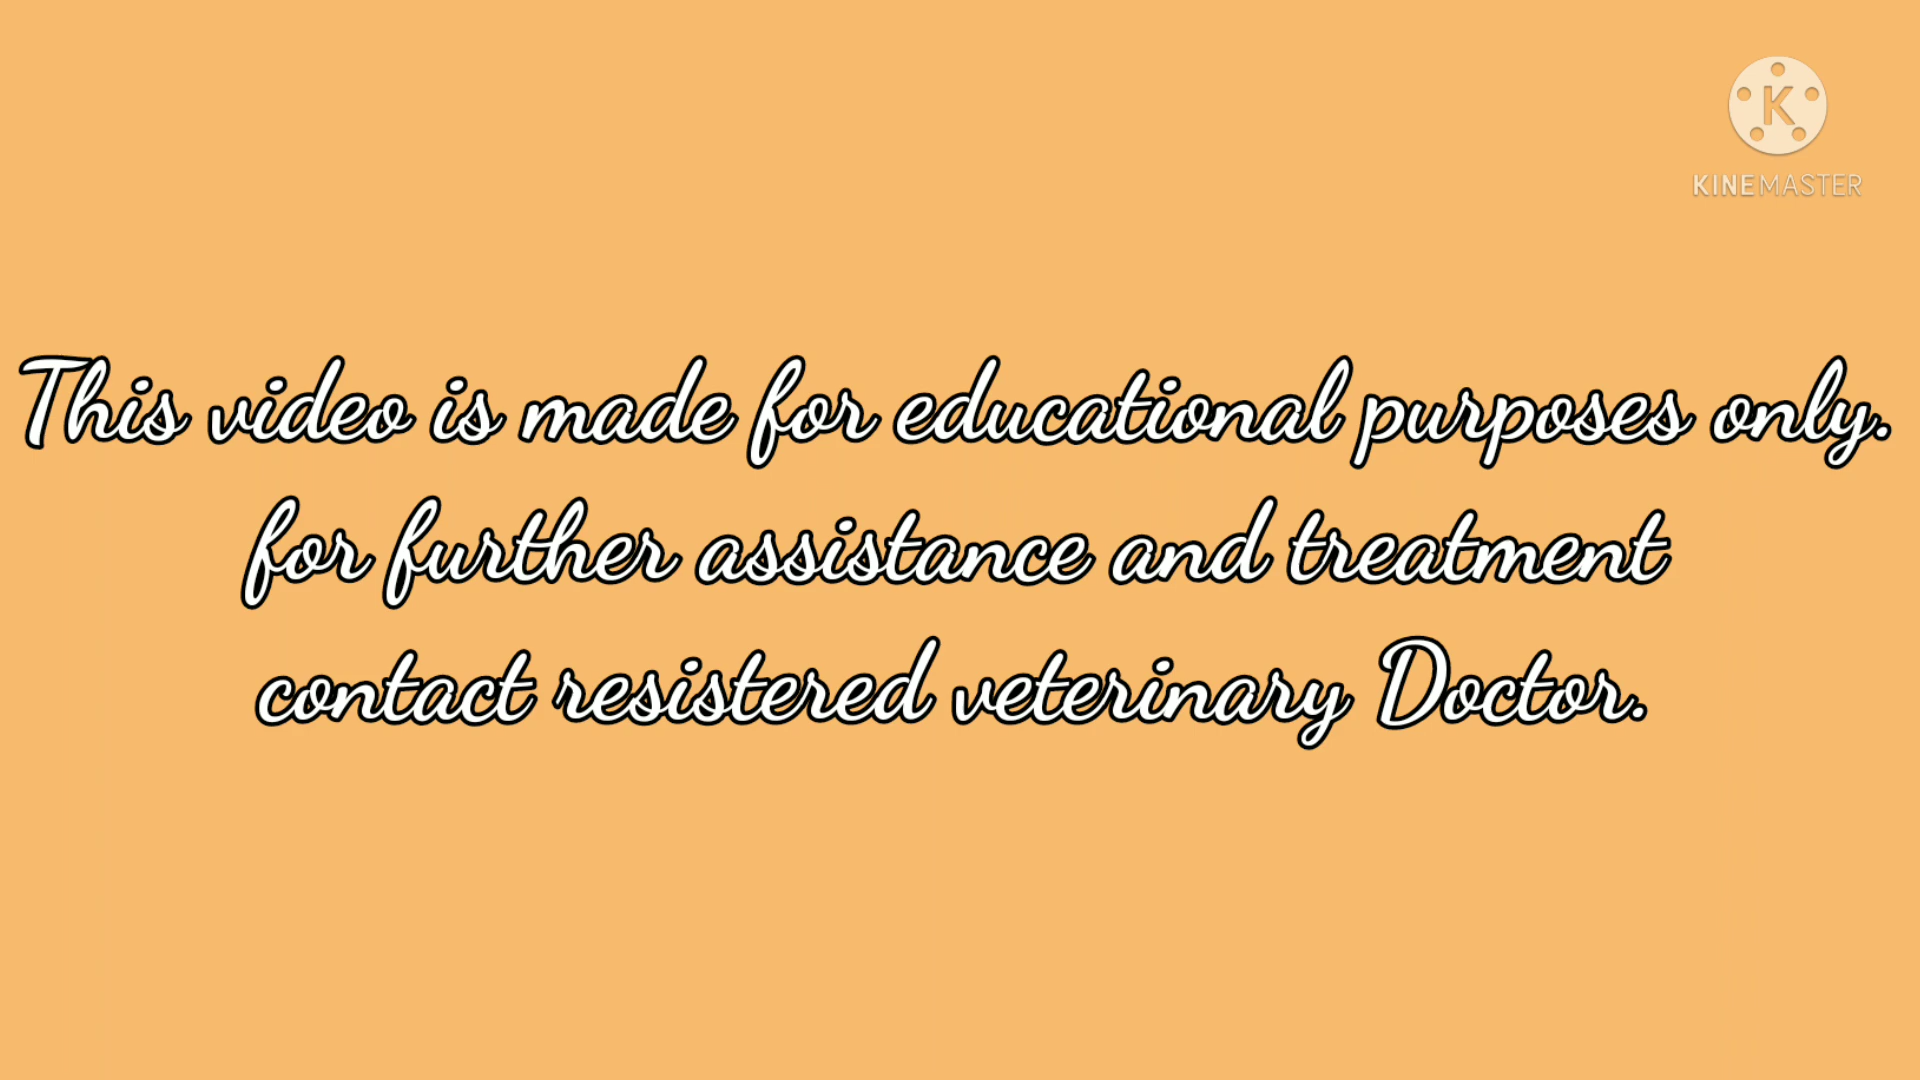 K
KINEMASTER
This video is made for educational purposes only.
for further assistance and treatment
contact resistered veterinary Doctor.